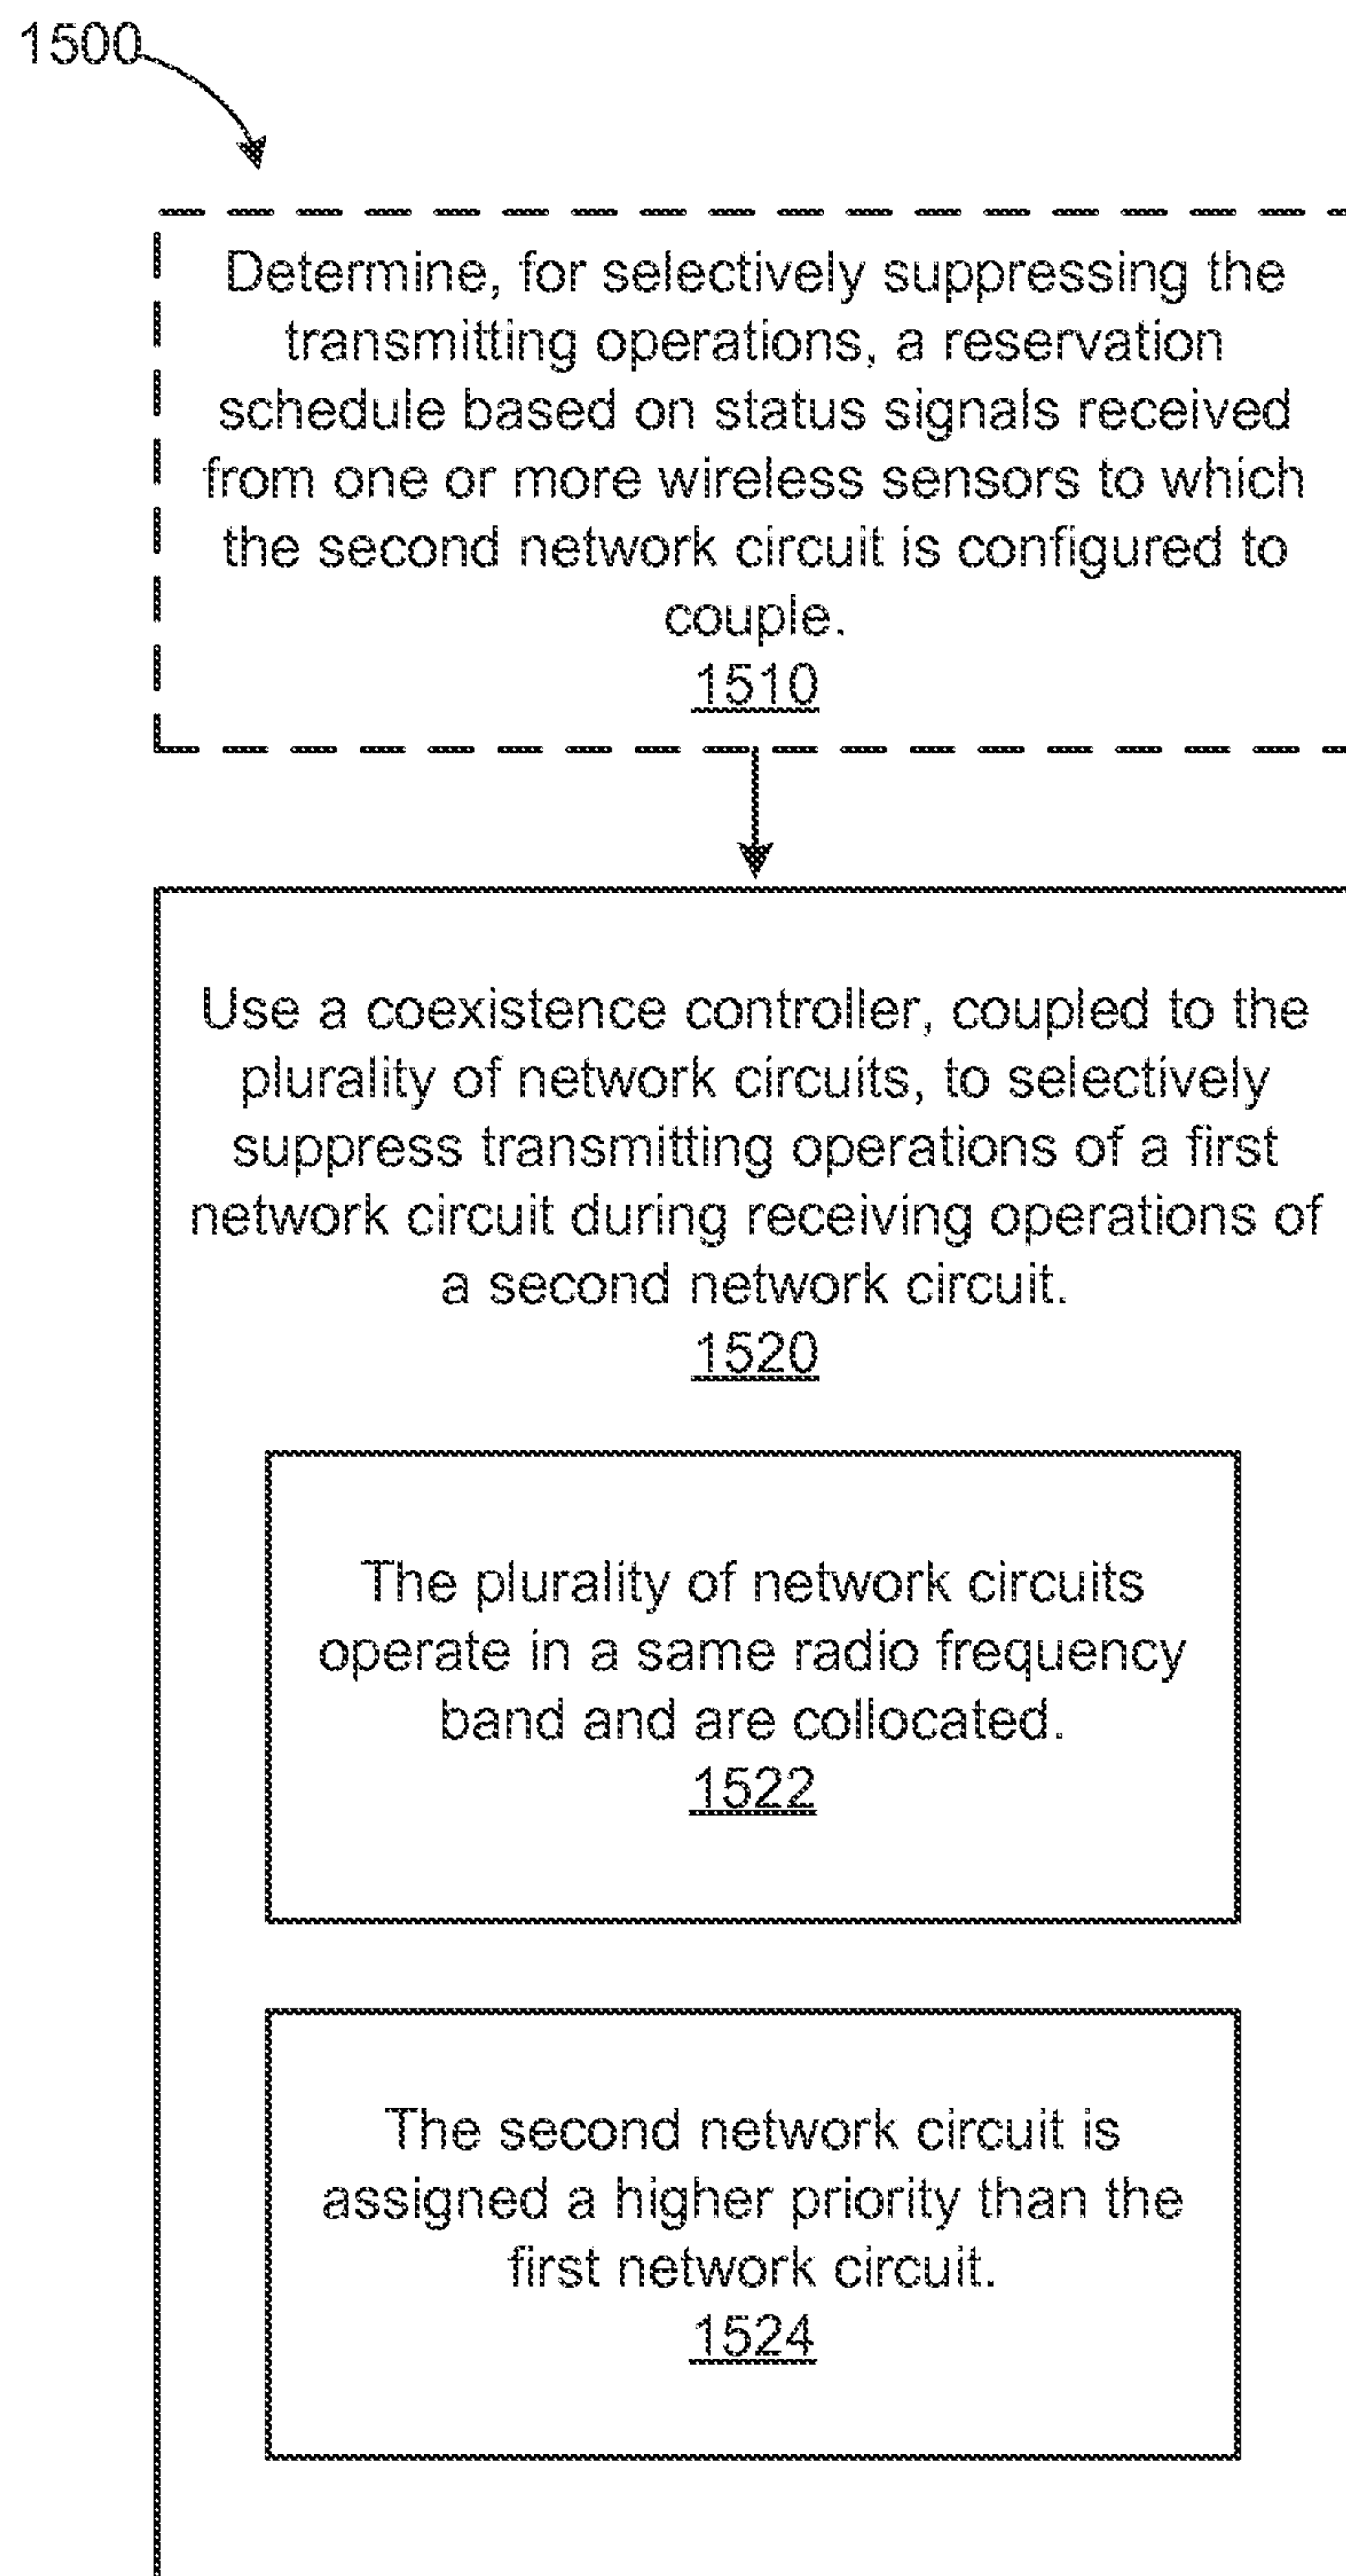 1500
Determine, for selectively suppressing the
transmitting operations, a reservation
schedule based on status signals received
from one or more wireless sensors to which
the second network circuit is configured to
couple.
1510
Use a coexistence controller, coupled to the
plurality of network circuits, to selectively
suppress transmitting operations of a first
network circuit during receiving operations of
a second network circuit.
1520
The plurality of network circuits
operate in a same radio frequency
band and are collocated.
1522
The second network circuit is
assigned a higher priority than the
first network circuit.
1524